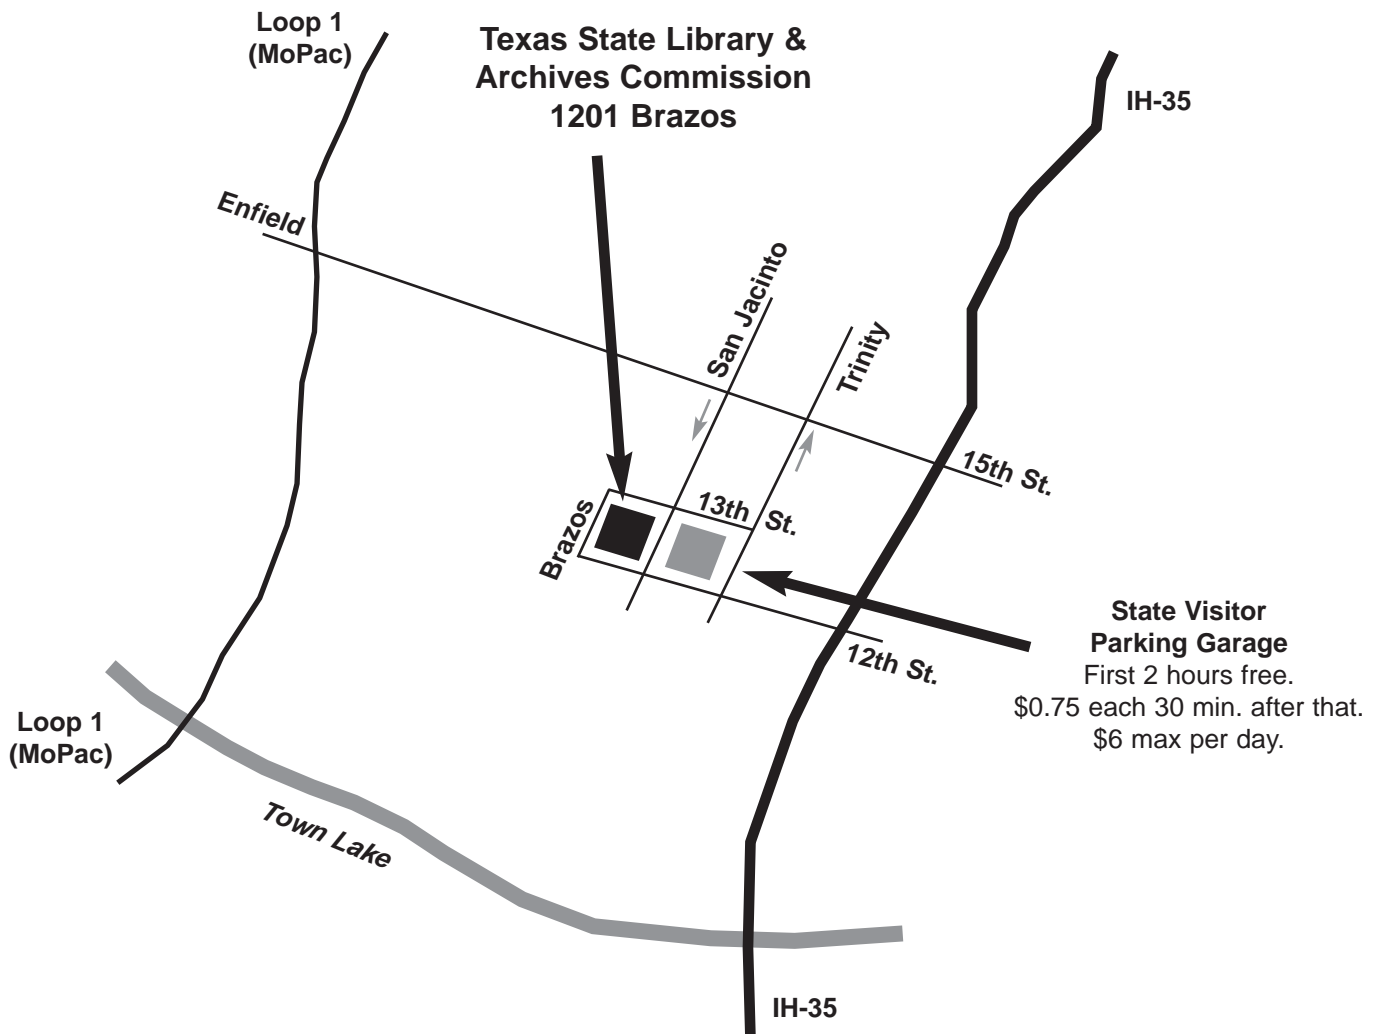 Loop 1
(MoPac)
Texas State Library &
Archives Commission
1201 Brazos
IH-35
Enfield
San Jacinto
Trinity
15th St.
13th St.
Brazos
12th St.
State Visitor
Parking Garage
First 2 hours free.
$0.75 each 30 min. after that.
$6 max per day.
Loop 1
(MoPac)
Town Lake
IH-35